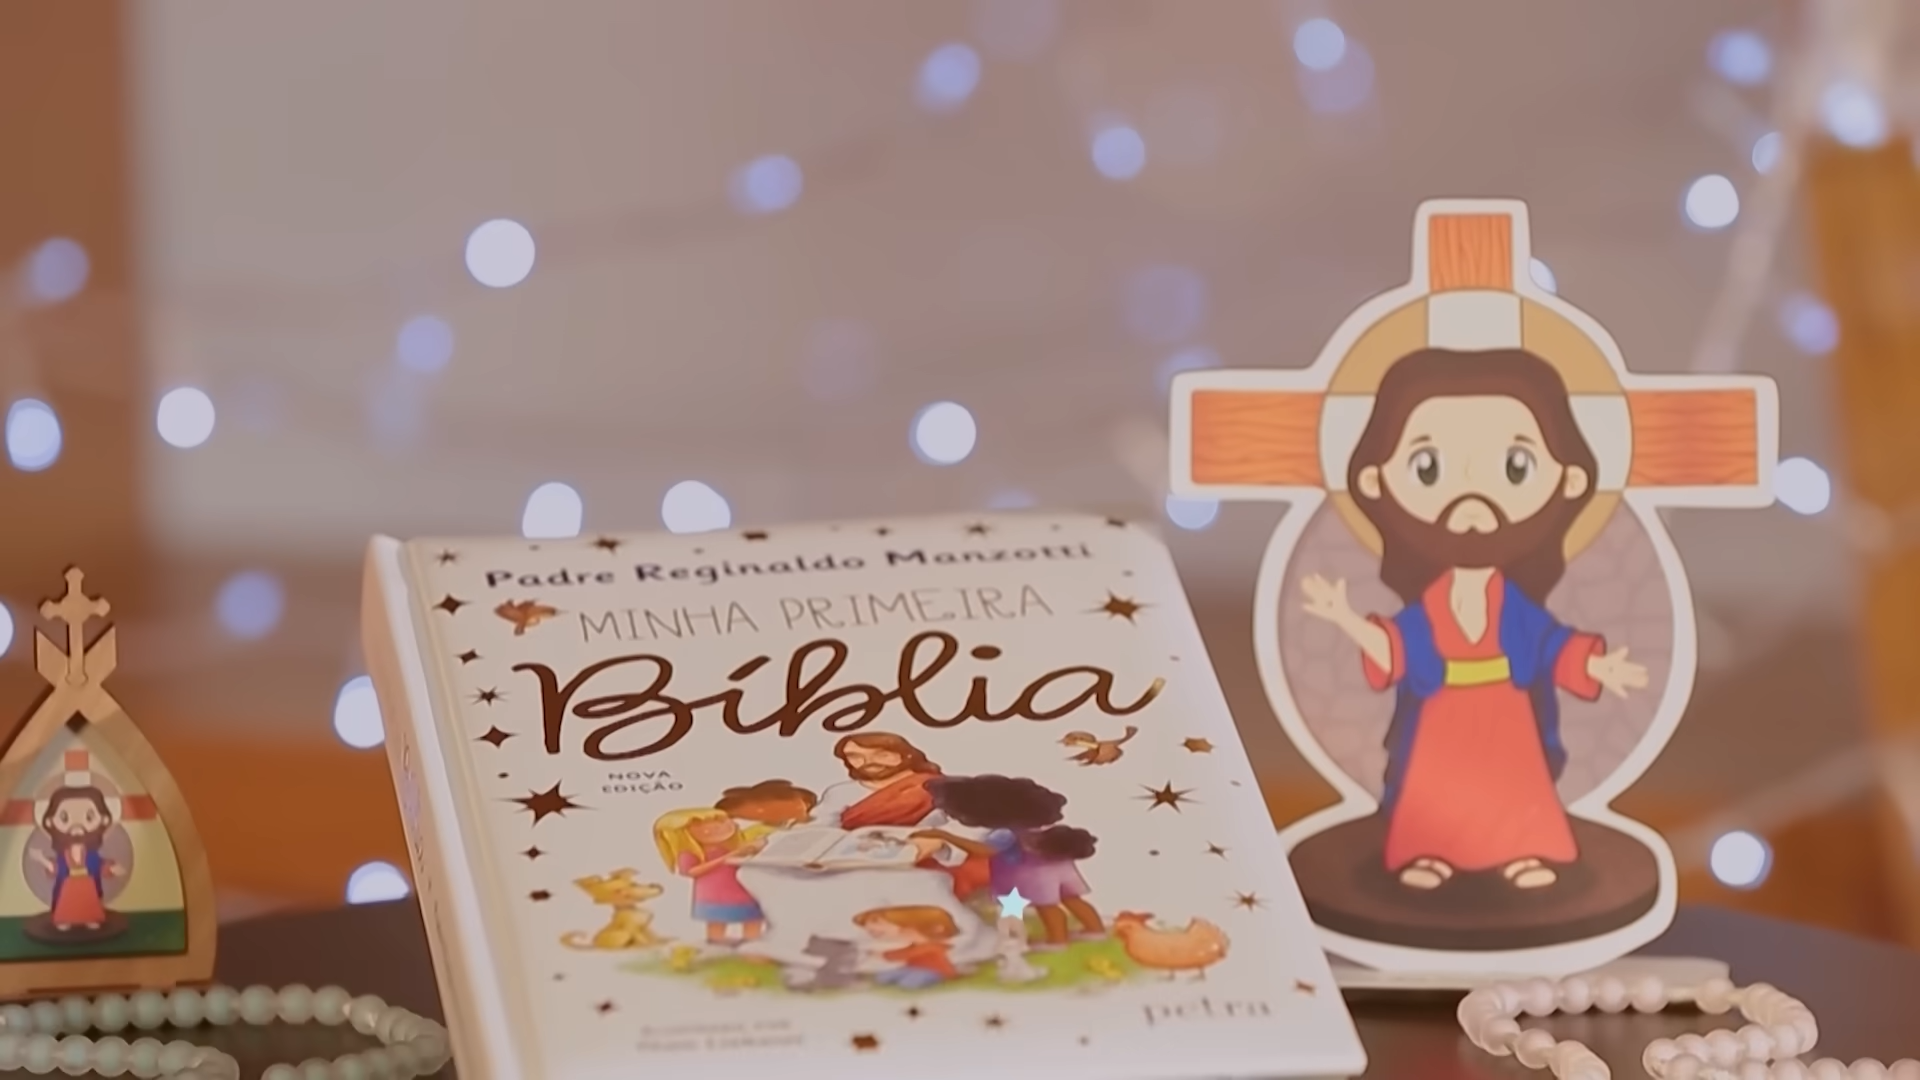 Padre Reginaldo Manzotti
MINHA PRIMEIRA
Bíblia
NOVA
EDIÇÃO
petra